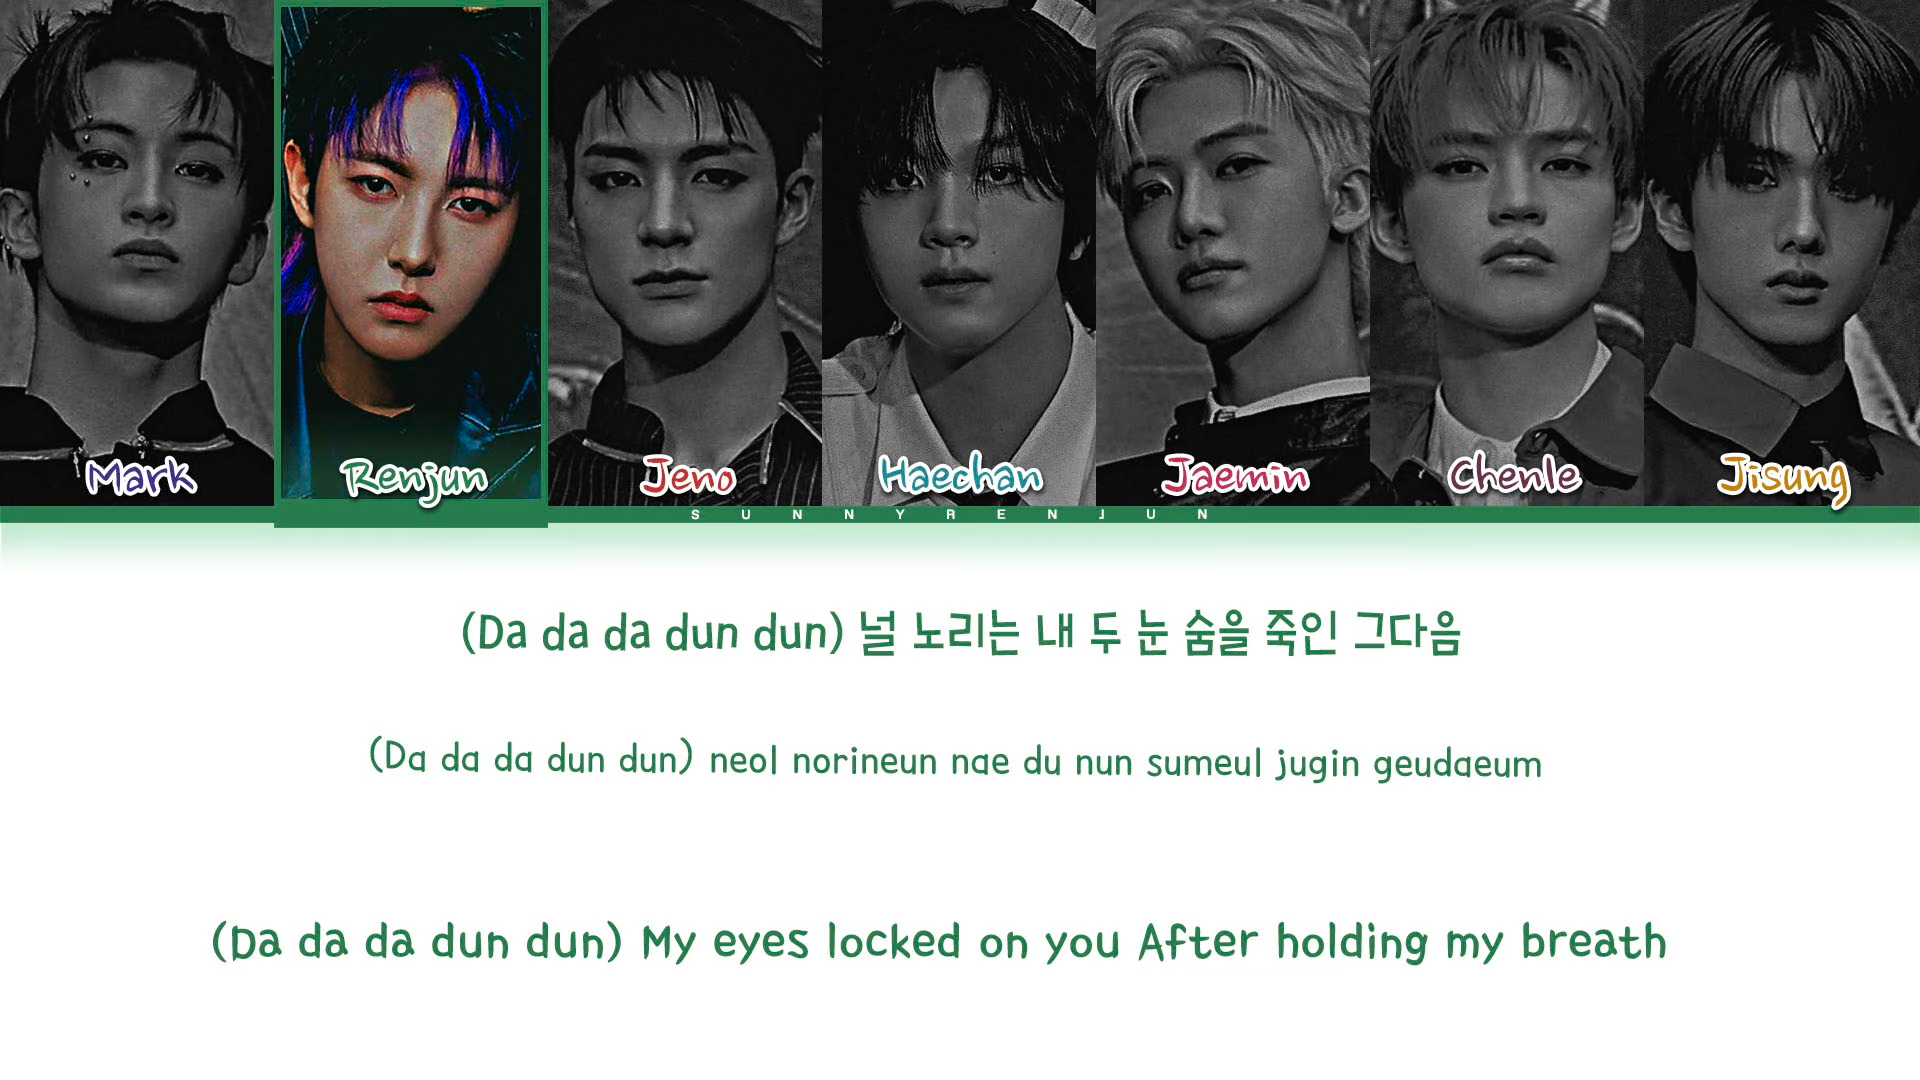 Mark Renjun Jeno Haechan Jaemin Chenle Jisung
SUNNYRENJUN
(Da da da dun dun) 널 노리는 내 두 눈 숨을 죽인 그다음
(Da da da dun dun) neol norineun nae du nun sumeul jugin geudaeum
(Da da da dun dun) My eyes locked on you After holding my breath